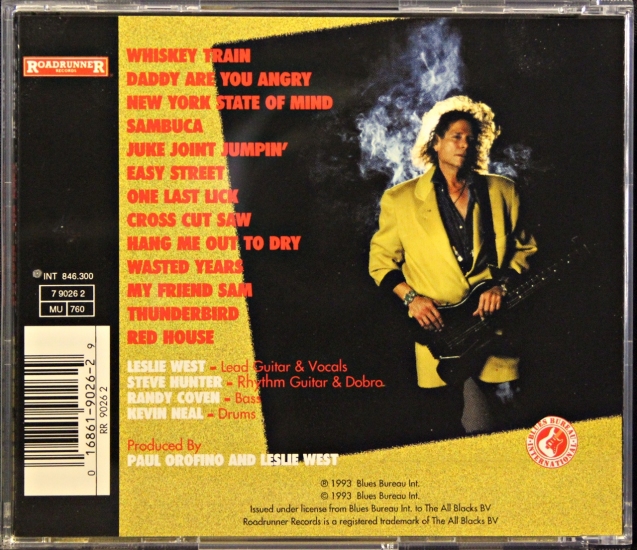 ROADRUNNER
RECORDS
WHISKEY TRAIN
DADDY ARE YOU ANGRY
NEW YORK STATE OF MIND
SAMBUCA
JUKE JOINT JUMPIN'
EASY STREET
ONE LAST LICK
CROSS CUT SAW
HANG ME OUT TO DRY
WASTED YEARS
MY FRIEND SAM
THUNDERBIRD
RED HOUSE
INT 846.300
7 9026 2
MU 760
0 16861-9026-2 9
RR 9026 2
LESLIE WEST - Lead Guitar & Vocals
STEVE HUNTER - Rhythm Guitar & Dobro
RANDY COVEN - Bass
KEVIN NEAL - Drums
Produced By
PAUL OROFINO AND LESLIE WEST
BLUES BUREAU
INTERNATIONAL
℗ 1993 Blues Bureau Int.
© 1993 Blues Bureau Int.
Issued under license from Blues Bureau Int. to The All Blacks BV
Roadrunner Records is a registered trademark of The All Blacks BV